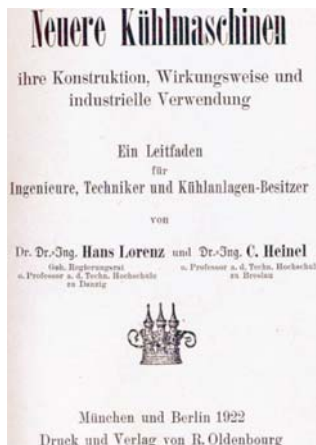 Neuere Kühlmaschinen
ihre Konstruktion, Wirkungsweise und
industrielle Verwendung
Ein Leitfaden
für
Ingenieure, Techniker und Kühlanlagen-Besitzer
von
Dr. Dr.-Ing. Hans Lorenz und Dr.-Ing. C. Heinel
Geh. Regierungsrat
o. Professor a. d. Techn. Hochschule o. Professor a. d. Techn. Hochschul
zu Danzig zu Breslau
München und Berlin 1922
Druck und Verlag von R. Oldenbourg